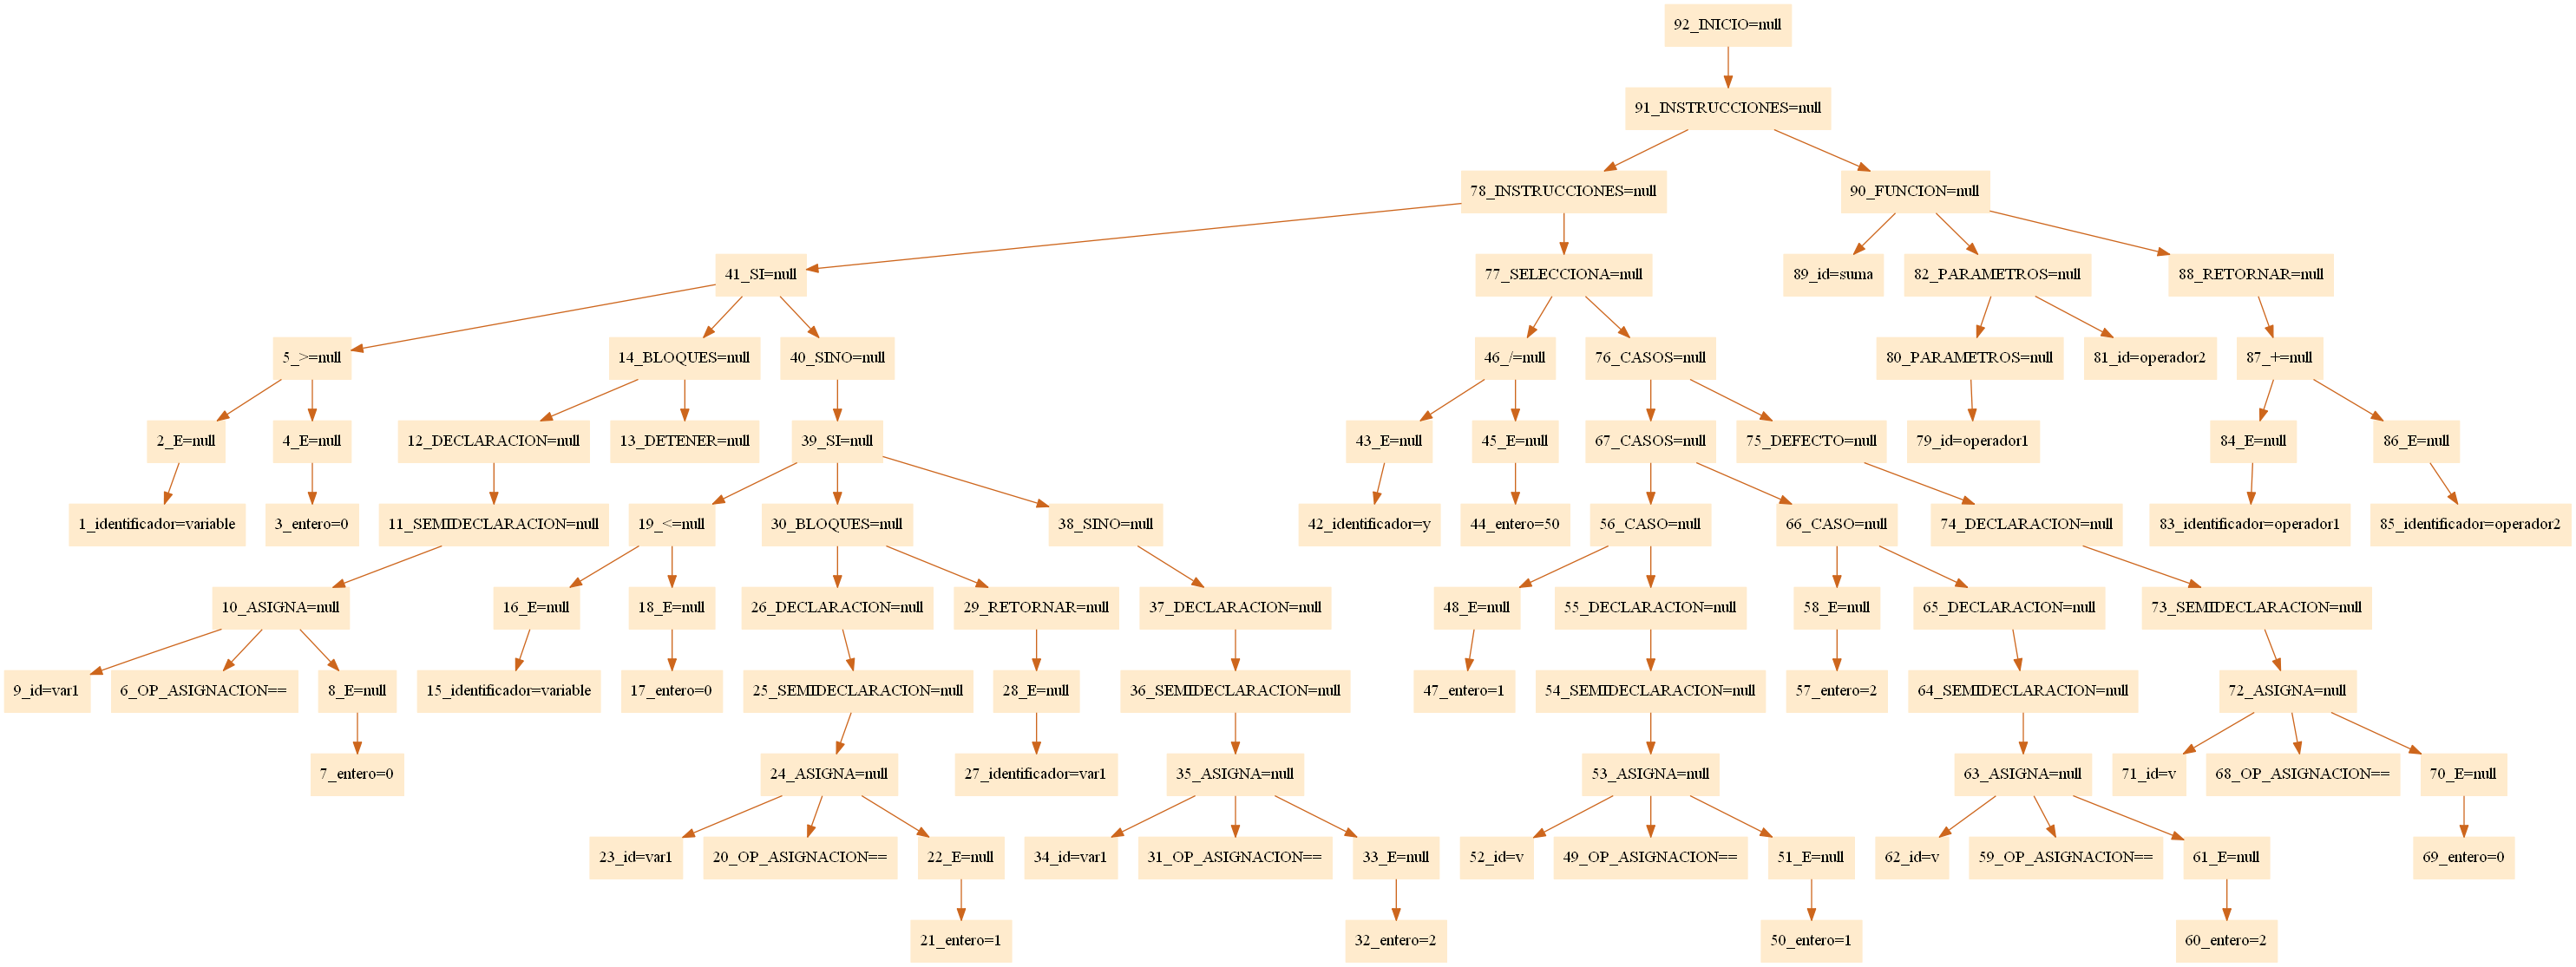 92_INICIO=null
91_INSTRUCCIONES=null
78_INSTRUCCIONES=null
90_FUNCION=null
41_SI=null
77_SELECCIONA=null
89_id=suma
82_PARAMETROS=null
88_RETORNAR=null
5_>=null
14_BLOQUES=null
40_SINO=null
46_/=null
76_CASOS=null
80_PARAMETROS=null
81_id=operador2
87_+=null
2_E=null
4_E=null
12_DECLARACION=null
13_DETENER=null
39_SI=null
43_E=null
45_E=null
67_CASOS=null
75_DEFECTO=null
79_id=operador1
84_E=null
86_E=null
1_identificador=variable
3_entero=0
11_SEMIDECLARACION=null
19_<=null
30_BLOQUES=null
38_SINO=null
42_identificador=y
44_entero=50
56_CASO=null
66_CASO=null
74_DECLARACION=null
83_identificador=operador1
85_identificador=operador2
10_ASIGNA=null
16_E=null
18_E=null
26_DECLARACION=null
29_RETORNAR=null
37_DECLARACION=null
48_E=null
55_DECLARACION=null
58_E=null
65_DECLARACION=null
73_SEMIDECLARACION=null
9_id=var1
6_OP_ASIGNACION==
8_E=null
15_identificador=variable
17_entero=0
25_SEMIDECLARACION=null
28_E=null
36_SEMIDECLARACION=null
47_entero=1
54_SEMIDECLARACION=null
57_entero=2
64_SEMIDECLARACION=null
72_ASIGNA=null
7_entero=0
24_ASIGNA=null
27_identificador=var1
35_ASIGNA=null
53_ASIGNA=null
63_ASIGNA=null
71_id=v
68_OP_ASIGNACION==
70_E=null
23_id=var1
20_OP_ASIGNACION==
22_E=null
34_id=var1
31_OP_ASIGNACION==
33_E=null
52_id=v
49_OP_ASIGNACION==
51_E=null
62_id=v
59_OP_ASIGNACION==
61_E=null
69_entero=0
21_entero=1
32_entero=2
50_entero=1
60_entero=2